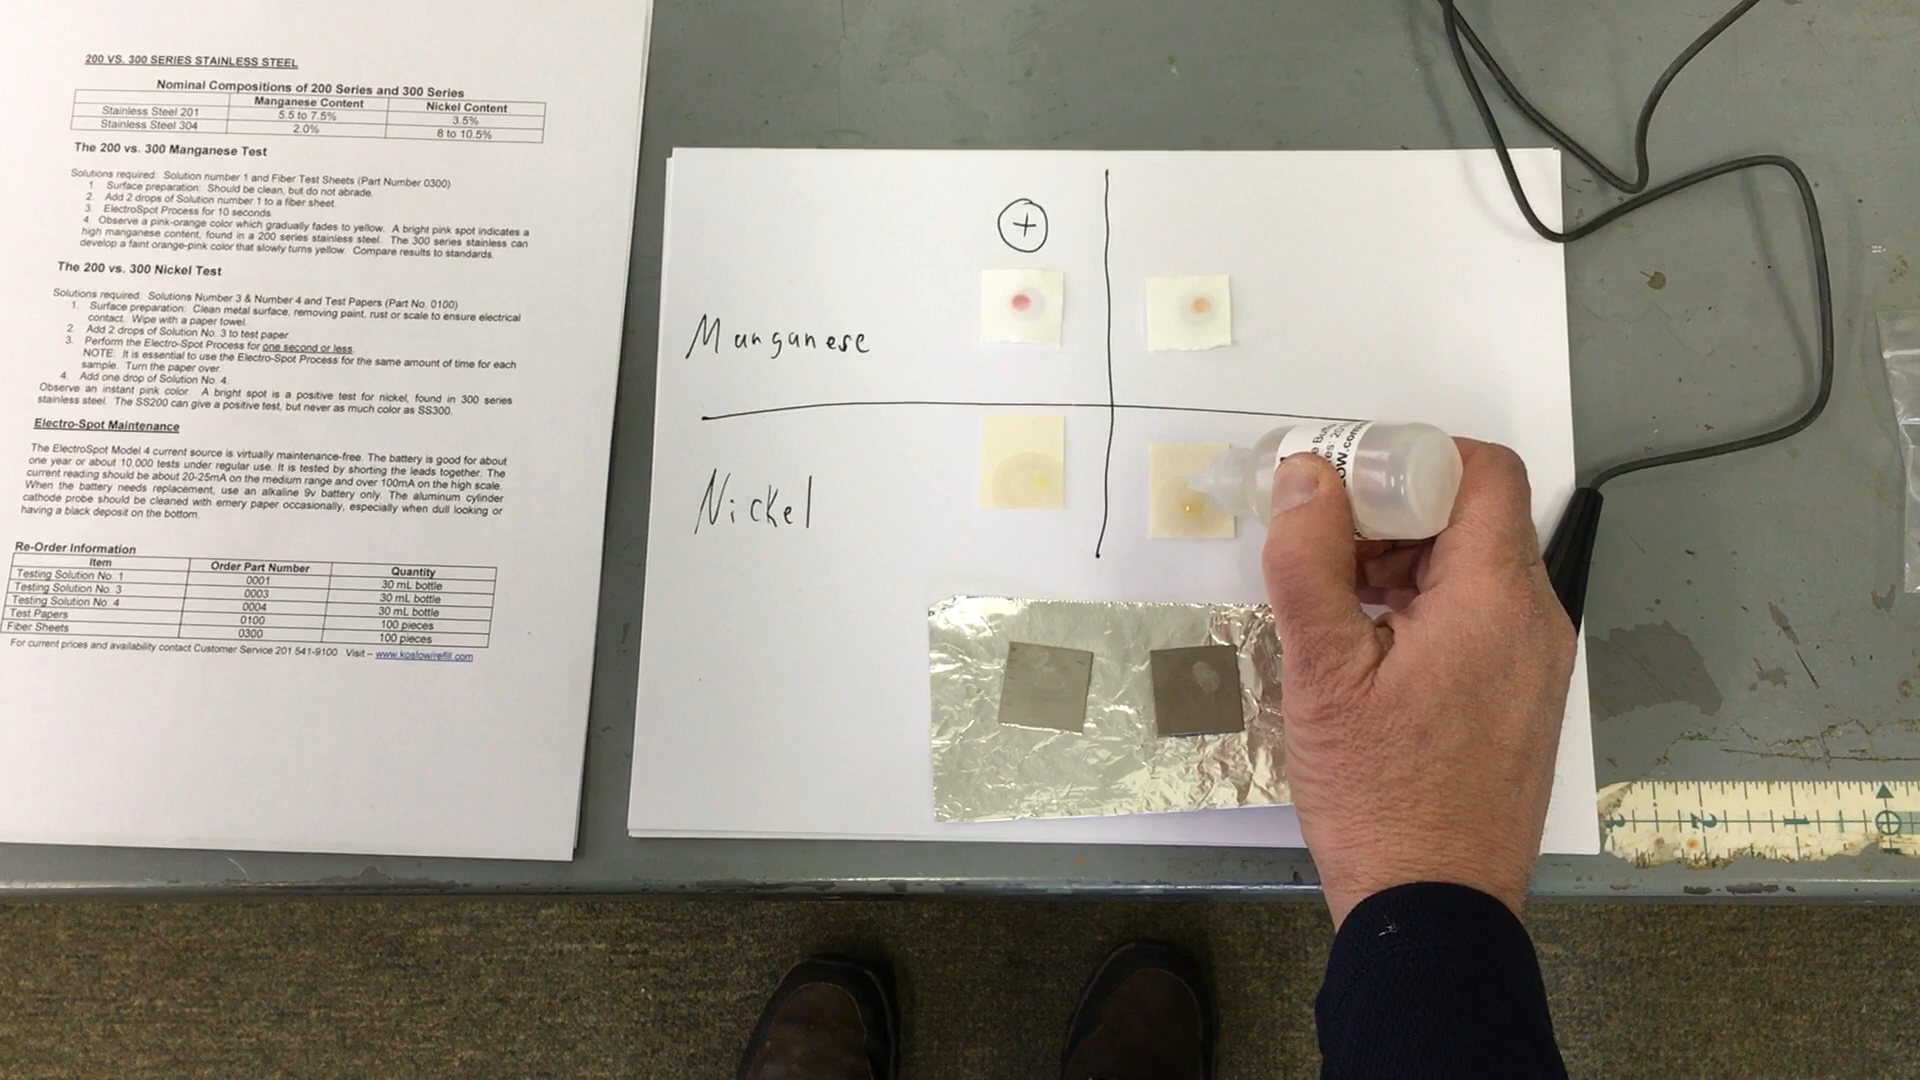 200 VS. 300 SERIES STAINLESS STEEL
Nominal Compositions of 200 Series and 300 Series
Manganese Content Nickel Content
Stainless Steel 201 5.5 to 7.5% 3.5%
Stainless Steel 304 2.0% 8 to 10.5%
The 200 vs. 300 Manganese Test
Solutions required: Solution number 1 and Fiber Test Sheets (Part Number 0300)
1. Surface preparation: Should be clean, but do not abrade.
2. Add 2 drops of Solution number 1 to a fiber sheet.
3. ElectroSpot Process for 10 seconds.
4. Observe a pink-orange color which gradually fades to yellow. A bright pink spot indicates a
high manganese content, found in a 200 series stainless steel. The 300 series stainless can
develop a faint orange-pink color that slowly turns yellow. Compare results to standards.
The 200 vs. 300 Nickel Test
Solutions required: Solutions Number 3 & Number 4 and Test Papers (Part No. 0100)
1. Surface preparation: Clean metal surface, removing paint, rust or scale to ensure electrical
contact. Wipe with a paper towel.
2. Add 2 drops of Solution No. 3 to test paper.
3. Perform the Electro-Spot Process for one second or less.
NOTE: It is essential to use the Electro-Spot Process for the same amount of time for each
sample. Turn the paper over.
4. Add one drop of Solution No. 4.
Observe an instant pink color. A bright spot is a positive test for nickel, found in 300 series
stainless steel. The SS200 can give a positive test, but never as much color as SS300.
Electro-Spot Maintenance
The ElectroSpot Model 4 current source is virtually maintenance-free. The battery is good for about
one year or about 10,000 tests under regular use. It is tested by shorting the leads together. The
current reading should be about 20-25mA on the medium range and over 100mA on the high scale.
When the battery needs replacement, use an alkaline 9v battery only. The aluminum cylinder
cathode probe should be cleaned with emery paper occasionally, especially when dull looking or
having a black deposit on the bottom.
Re-Order Information
Item Order Part Number Quantity
Testing Solution No. 1 0001 30 mL bottle
Testing Solution No. 3 0003 30 mL bottle
Testing Solution No. 4 0004 30 mL bottle
Test Papers 0100 100 pieces
Fiber Sheets 0300 100 pieces
For current prices and availability contact Customer Service 201 541-9100 Visit – www.koslow/refill.com
+
Manganese
Nickel
2 1